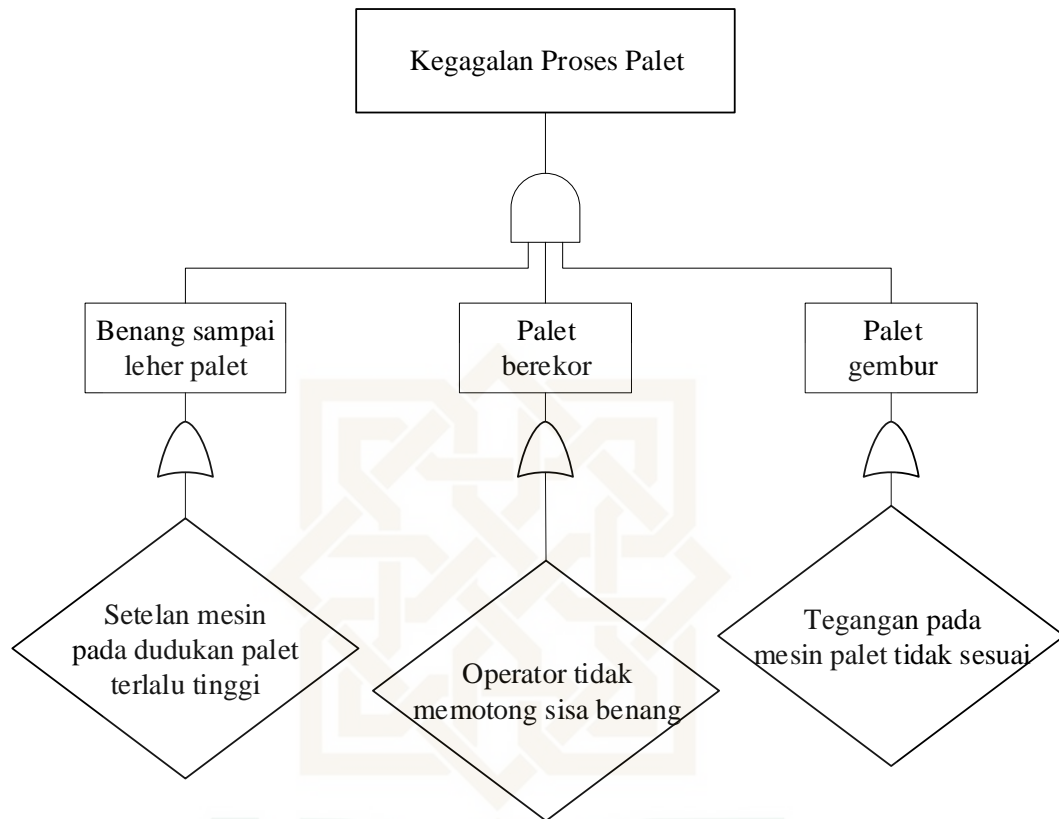 Kegagalan Proses Palet
Benang sampai
leher palet
Palet
berekor
Palet
gembur
Setelan mesin
pada dudukan palet
terlalu tinggi
Operator tidak
memotong sisa benang
Tegangan pada
mesin palet tidak sesuai